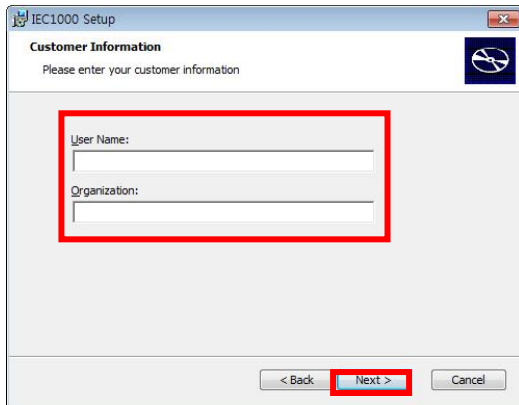 IEC1000 Setup
Customer Information
Please enter your customer information
User Name:
Organization:
< Back
Next >
Cancel